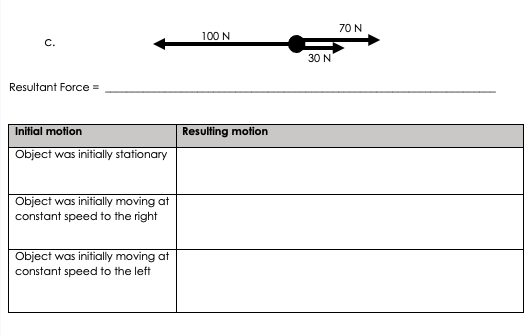 70 N
100 N
C.
30 N
Resultant Force = ___
Initial motion
Resulting motion
Object was initially stationary
Object was initially moving at
constant speed to the right
Object was initially moving at
constant speed to the left